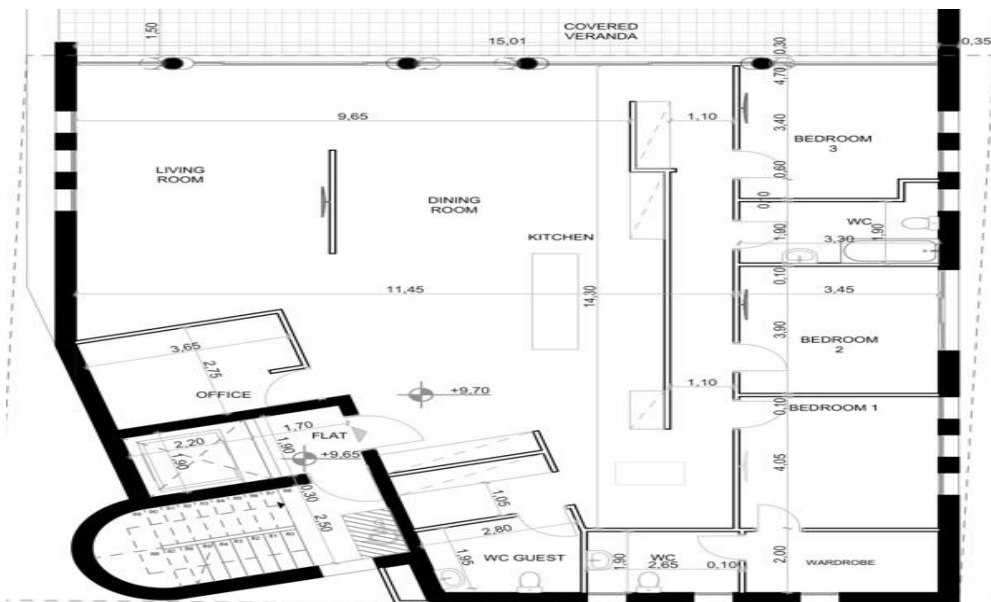 COVERED
VERANDA
1,50
15,01
0,30
0,35
4,70
9,65
1,10
3,40
BEDROOM
3
LIVING
ROOM
0,60
DINING
ROOM
0,10
WC
KITCHEN
1,90
3,30
1,90
0,10
11,45
14,30
3,45
3,90
BEDROOM
2
3,65
2,75
OFFICE
+9,70
1,10
0,10
BEDROOM 1
1,70
FLAT
2,20
1,90
1,90
+9,65
4,05
0,30
1,05
2,50
2,80
1,95
WC GUEST
1,90
WC
2,65
0,10
2,00
WARDROBE